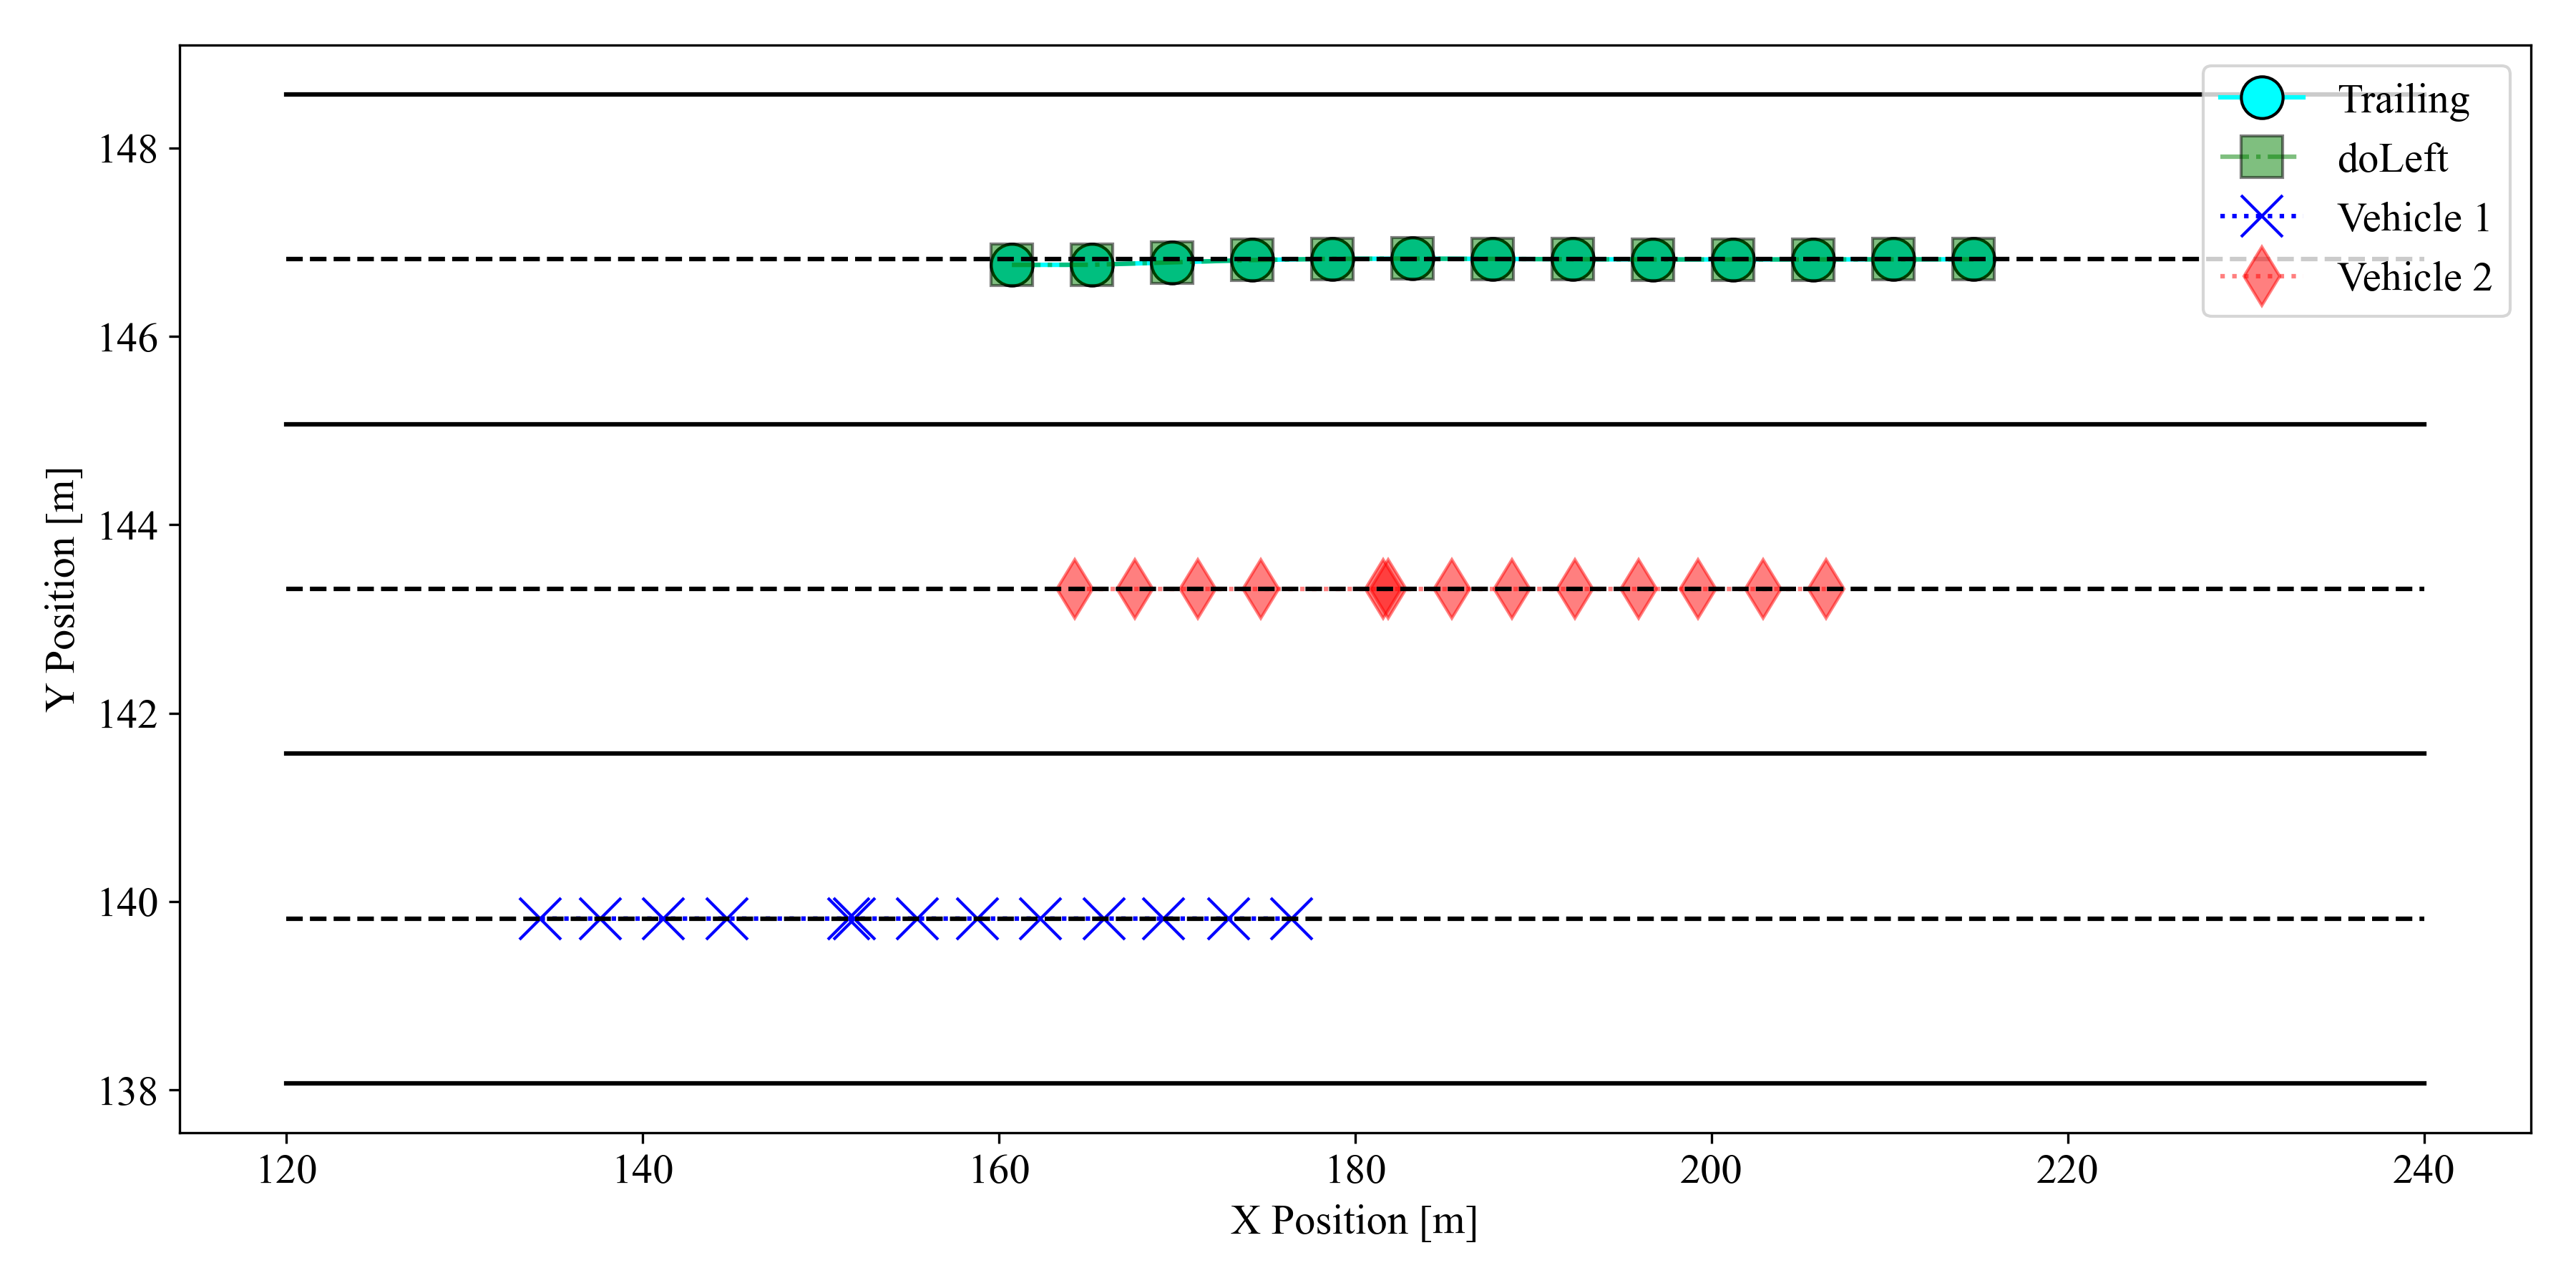 Trailing
doLeft
Vehicle 1
Vehicle 2
148
146
144
142
140
138
Y Position [m]
120 140 160 180 200 220 240
X Position [m]